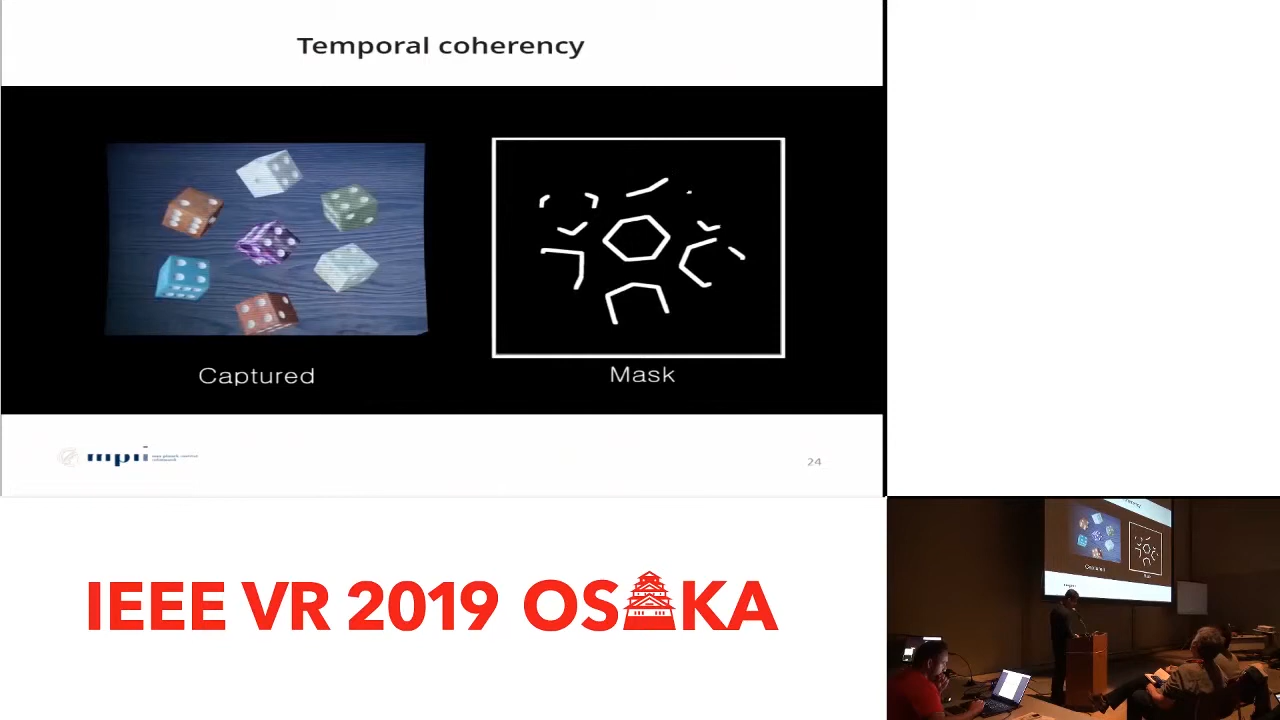 Temporal coherency
Captured
Mask
mpii
24
IEEE VR 2019 OSAKA